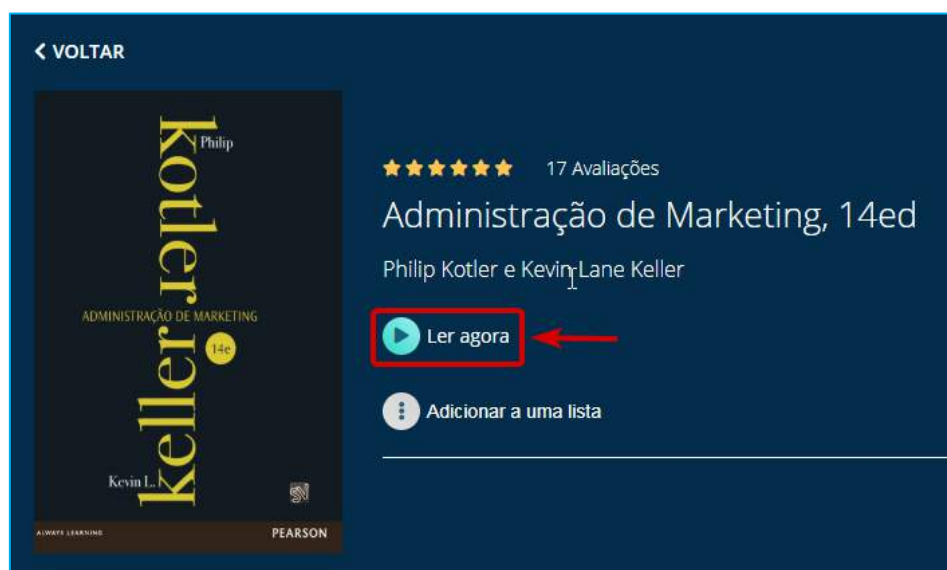 VOLTAR
Philip
kotler
keller
ADMINISTRAÇÃO DE MARKETING
14e
Kevin L.
ALWAYS LEARNING
PEARSON
17 Avaliações
Administração de Marketing, 14ed
Philip Kotler e Kevin Lane Keller
Ler agora
Adicionar a uma lista